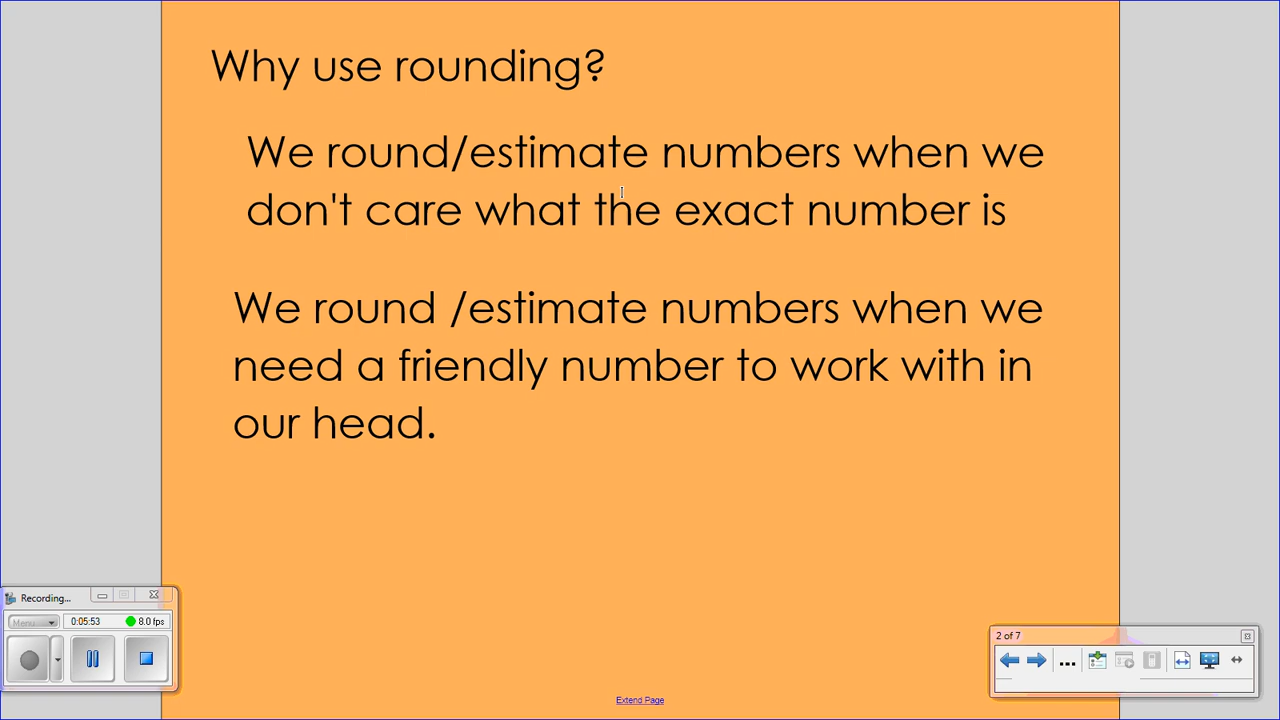 Why use rounding?
We round/estimate numbers when we
don't care what the exact number is
We round /estimate numbers when we
need a friendly number to work with in
our head.
Recording...
Menu
0:05:53
8.0 fps
2 of 7
...
Extend Page